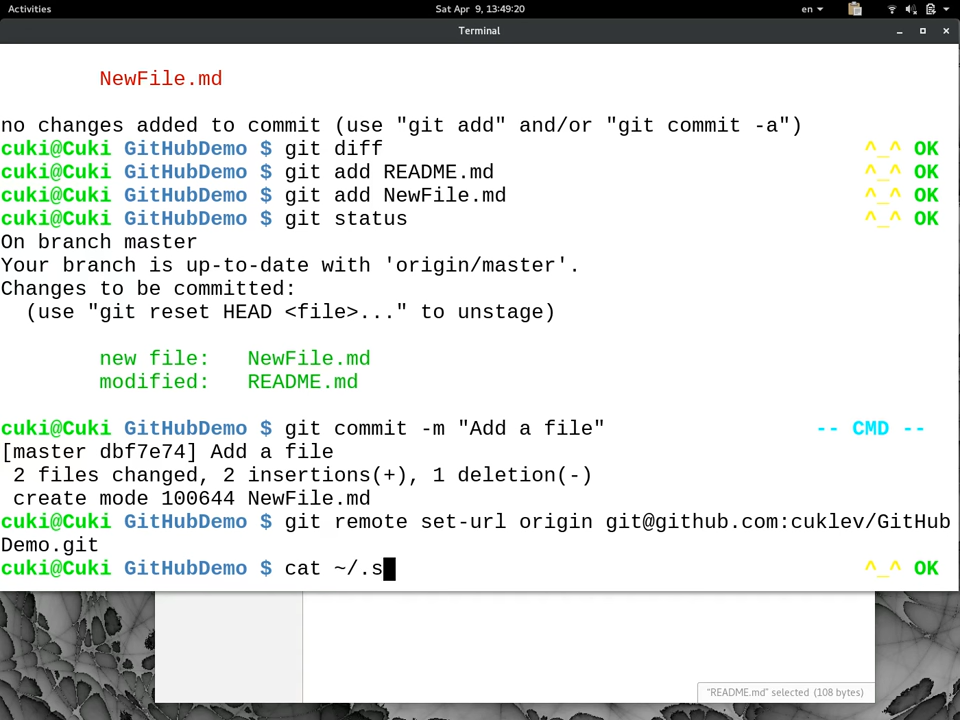 Activities
Sat Apr 9, 13:49:20
en
Terminal
NewFile.md
no changes added to commit (use "git add" and/or "git commit -a")
cuki@Cuki GitHubDemo $ git diff ^_^ OK
cuki@Cuki GitHubDemo $ git add README.md ^_^ OK
cuki@Cuki GitHubDemo $ git add NewFile.md ^_^ OK
cuki@Cuki GitHubDemo $ git status ^_^ OK
On branch master
Your branch is up-to-date with 'origin/master'.
Changes to be committed:
(use "git reset HEAD <file>..." to unstage)
new file: NewFile.md
modified: README.md
cuki@Cuki GitHubDemo $ git commit -m "Add a file" -- CMD --
[master dbf7e74] Add a file
2 files changed, 2 insertions(+), 1 deletion(-)
create mode 100644 NewFile.md
cuki@Cuki GitHubDemo $ git remote set-url origin git@github.com:cuklev/GitHub
Demo.git
cuki@Cuki GitHubDemo $ cat ~/.s ^_^ OK
"README.md" selected (108 bytes)